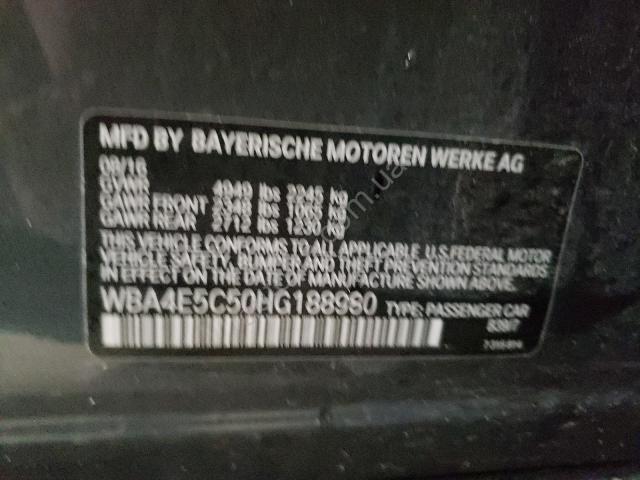 MFD BY BAYERISCHE MOTOREN WERKE AG
08/16
GVWR 4949 lbs 2245 kg
GAWR FRONT 2348 lbs 1065 kg
GAWR REAR 2712 lbs 1230 kg
THIS VEHICLE CONFORMS TO ALL APPLICABLE U.S. FEDERAL MOTOR
VEHICLE SAFETY, BUMPER AND THEFT PREVENTION STANDARDS
IN EFFECT ON THE DATE OF MANUFACTURE SHOWN ABOVE.
WBA4E5C50HG188980 TYPE: PASSENGER CAR